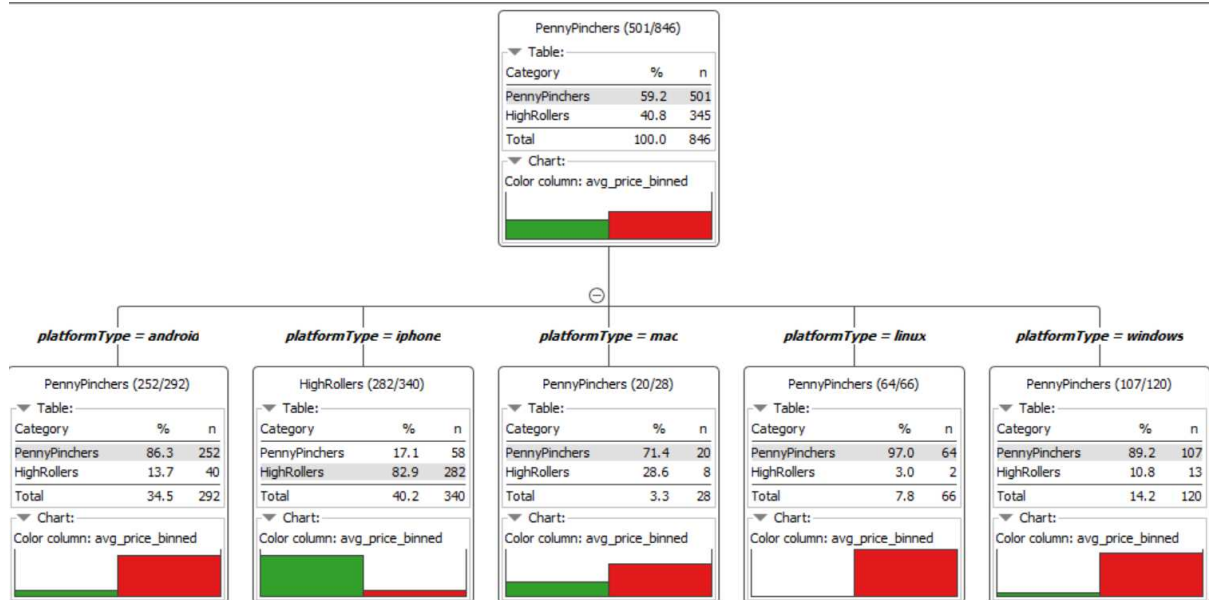 PennyPinchers (501/846)
Table:
Category % n
PennyPinchers 59.2 501
HighRollers 40.8 345
Total 100.0 846
Chart:
Color column: avg_price_binned
platformType = android
PennyPinchers (252/292)
Table:
Category % n
PennyPinchers 86.3 252
HighRollers 13.7 40
Total 34.5 292
Chart:
Color column: avg_price_binned
platformType = iphone
HighRollers (282/340)
Table:
Category % n
PennyPinchers 17.1 58
HighRollers 82.9 282
Total 40.2 340
Chart:
Color column: avg_price_binned
platformType = mac
PennyPinchers (20/28)
Table:
Category % n
PennyPinchers 71.4 20
HighRollers 28.6 8
Total 3.3 28
Chart:
Color column: avg_price_binned
platformType = linux
PennyPinchers (64/66)
Table:
Category % n
PennyPinchers 97.0 64
HighRollers 3.0 2
Total 7.8 66
Chart:
Color column: avg_price_binned
platformType = windows
PennyPinchers (107/120)
Table:
Category % n
PennyPinchers 89.2 107
HighRollers 10.8 13
Total 14.2 120
Chart:
Color column: avg_price_binned